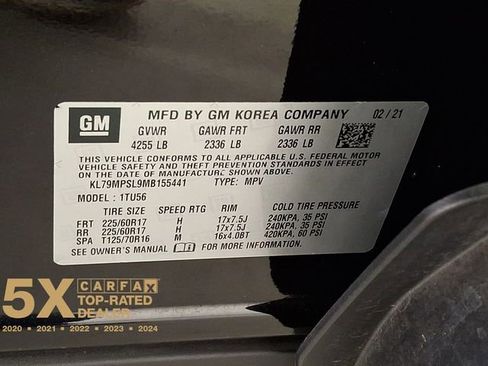 GM MFD BY GM KOREA COMPANY 02/21
GVWR GAWR FRT GAWR RR
4255 LB 2336 LB 2336 LB
THIS VEHICLE CONFORMS TO ALL APPLICABLE U.S. FEDERAL MOTOR
VEHICLE SAFETY, BUMPER, AND THEFT PREVENTION STANDARDS IN
EFFECT ON THE DATE OF MANUFACTURE SHOWN ABOVE.
KL79MPSL9MB155441 TYPE: MPV
MODEL : 1TU56
TIRE SIZE SPEED RTG RIM COLD TIRE PRESSURE
FRT 225/60R17 H 17x7.5J 240KPA, 35 PSI
RR 225/60R17 H 17x7.5J 240KPA, 35 PSI
SPA T125/70R16 M 16x4.0BT 420KPA, 60 PSI
SEE OWNER'S MANUAL
5X CARFAX
TOP-RATED
DEALER
2020 • 2021 • 2022 • 2023 • 2024